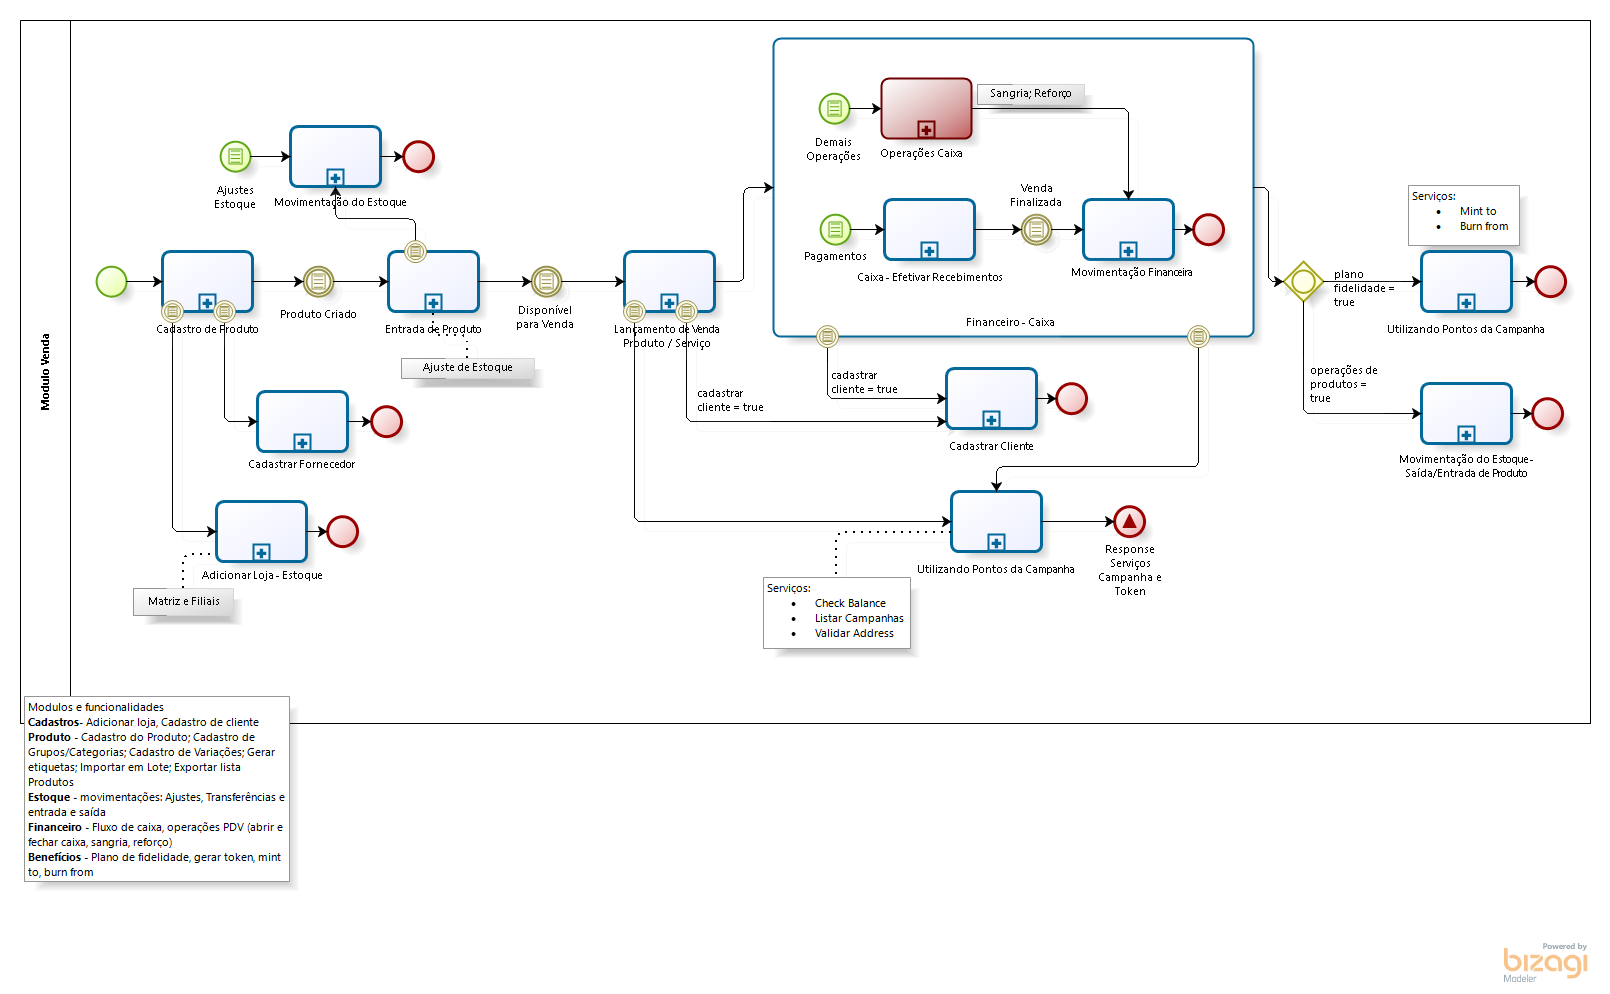 Modulo Venda
Ajustes
Estoque
Movimentação do Estoque
Cadastro de Produto
Produto Criado
Entrada de Produto
Ajuste de Estoque
Disponível
para Venda
Lançamento de Venda
Produto / Serviço
Cadastrar Fornecedor
Adicionar Loja - Estoque
Matriz e Filiais
Demais
Operações
Operações Caixa
Sangria; Reforço
Pagamentos
Caixa - Efetivar Recebimentos
Venda
Finalizada
Movimentação Financeira
Financeiro - Caixa
cadastrar
cliente = true
cadastrar
cliente = true
Cadastrar Cliente
Utilizando Pontos da Campanha
Response
Serviços
Campanha e
Token
Serviços:
• Check Balance
• Listar Campanhas
• Validar Address
Serviços:
• Mint to
• Burn from
plano
fidelidade =
true
Utilizando Pontos da Campanha
operações de
produtos =
true
Movimentação do Estoque-
Saída/Entrada de Produto
Modulos e funcionalidades
Cadastros- Adicionar loja, Cadastro de cliente
Produto - Cadastro do Produto; Cadastro de
Grupos/Categorias; Cadastro de Variações; Gerar
etiquetas; Importar em Lote; Exportar lista
Produtos
Estoque - movimentações: Ajustes, Transferências e
entrada e saída
Financeiro - Fluxo de caixa, operações PDV (abrir e
fechar caixa, sangria, reforço)
Benefícios - Plano de fidelidade, gerar token, mint
to, burn from
Powered by
bizagi
Modeler